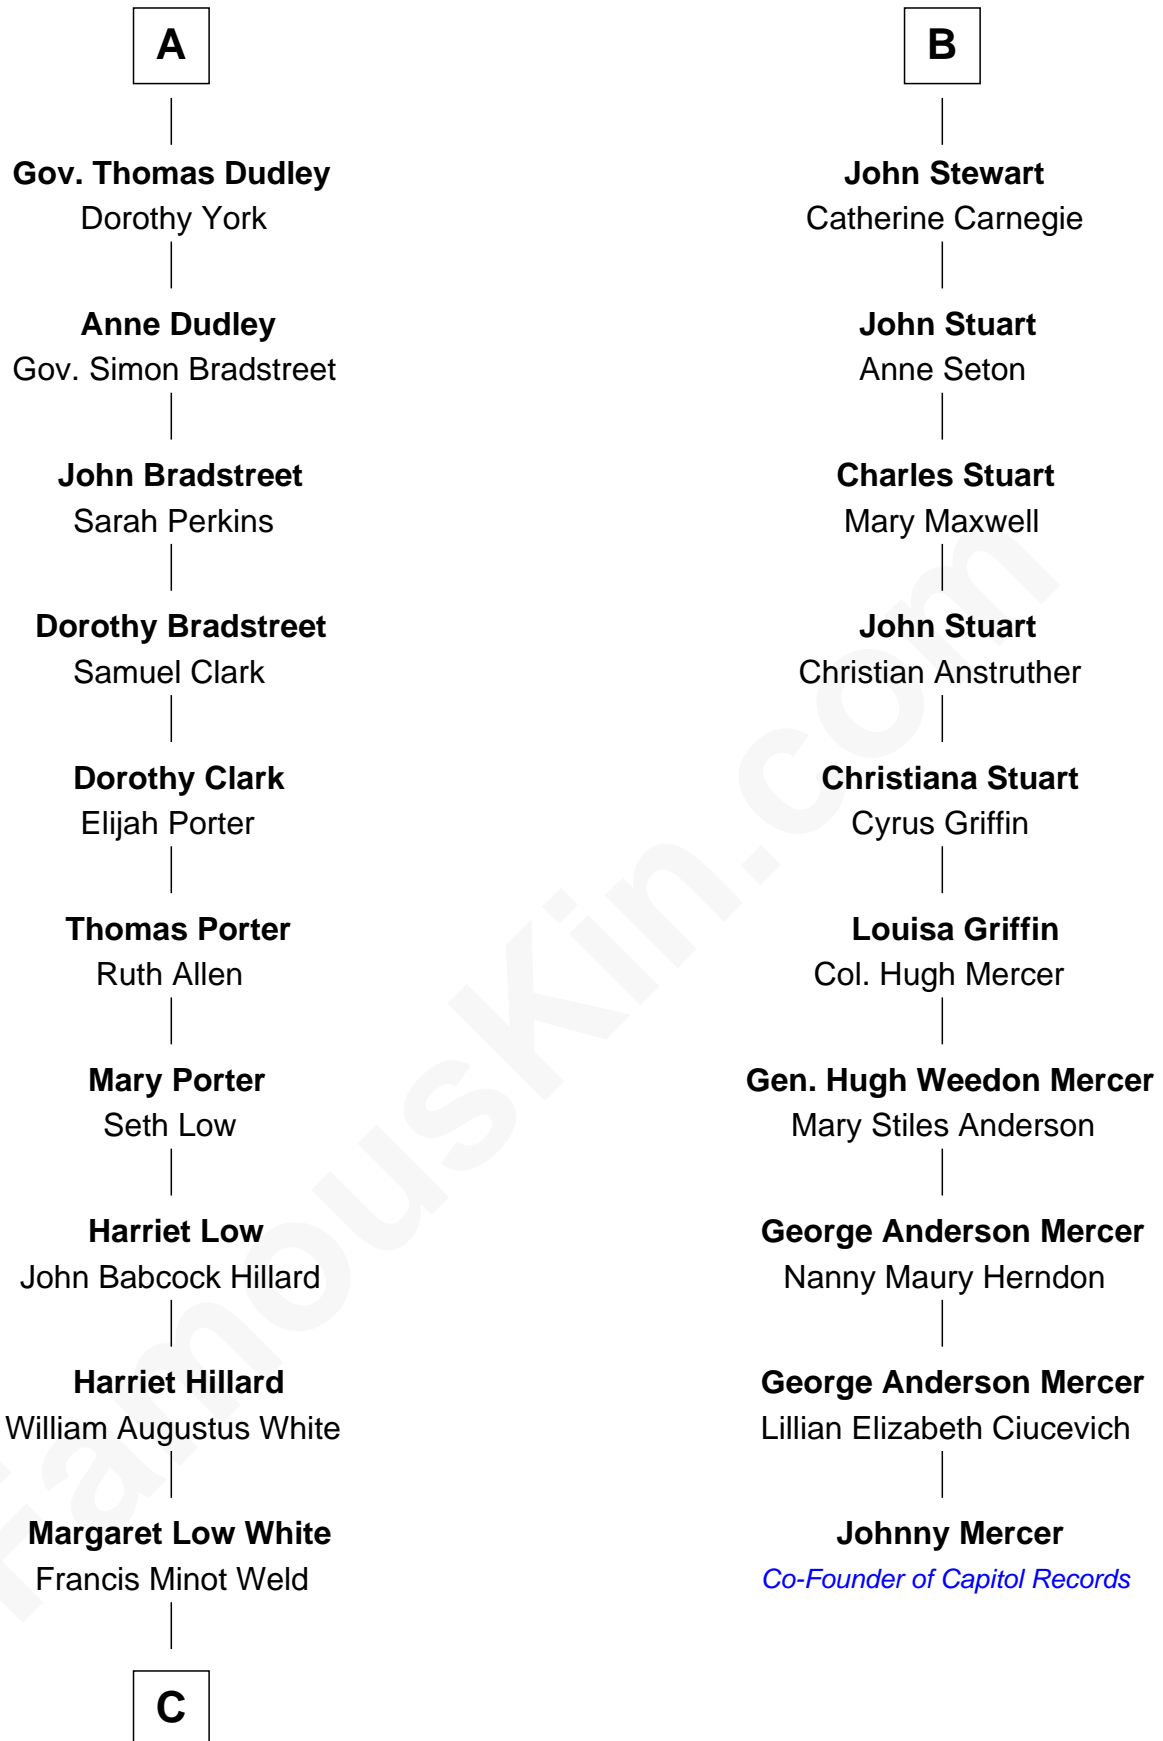 A
Gov. Thomas Dudley
Dorothy York
Anne Dudley
Gov. Simon Bradstreet
John Bradstreet
Sarah Perkins
Dorothy Bradstreet
Samuel Clark
Dorothy Clark
Elijah Porter
Thomas Porter
Ruth Allen
Mary Porter
Seth Low
Harriet Low
John Babcock Hillard
Harriet Hillard
William Augustus White
Margaret Low White
Francis Minot Weld
C
B
John Stewart
Catherine Carnegie
John Stuart
Anne Seton
Charles Stuart
Mary Maxwell
John Stuart
Christian Anstruther
Christiana Stuart
Cyrus Griffin
Louisa Griffin
Col. Hugh Mercer
Gen. Hugh Weedon Mercer
Mary Stiles Anderson
George Anderson Mercer
Nanny Maury Herndon
George Anderson Mercer
Lillian Elizabeth Ciucevich
Johnny Mercer
Co-Founder of Capitol Records
FamousKin.com